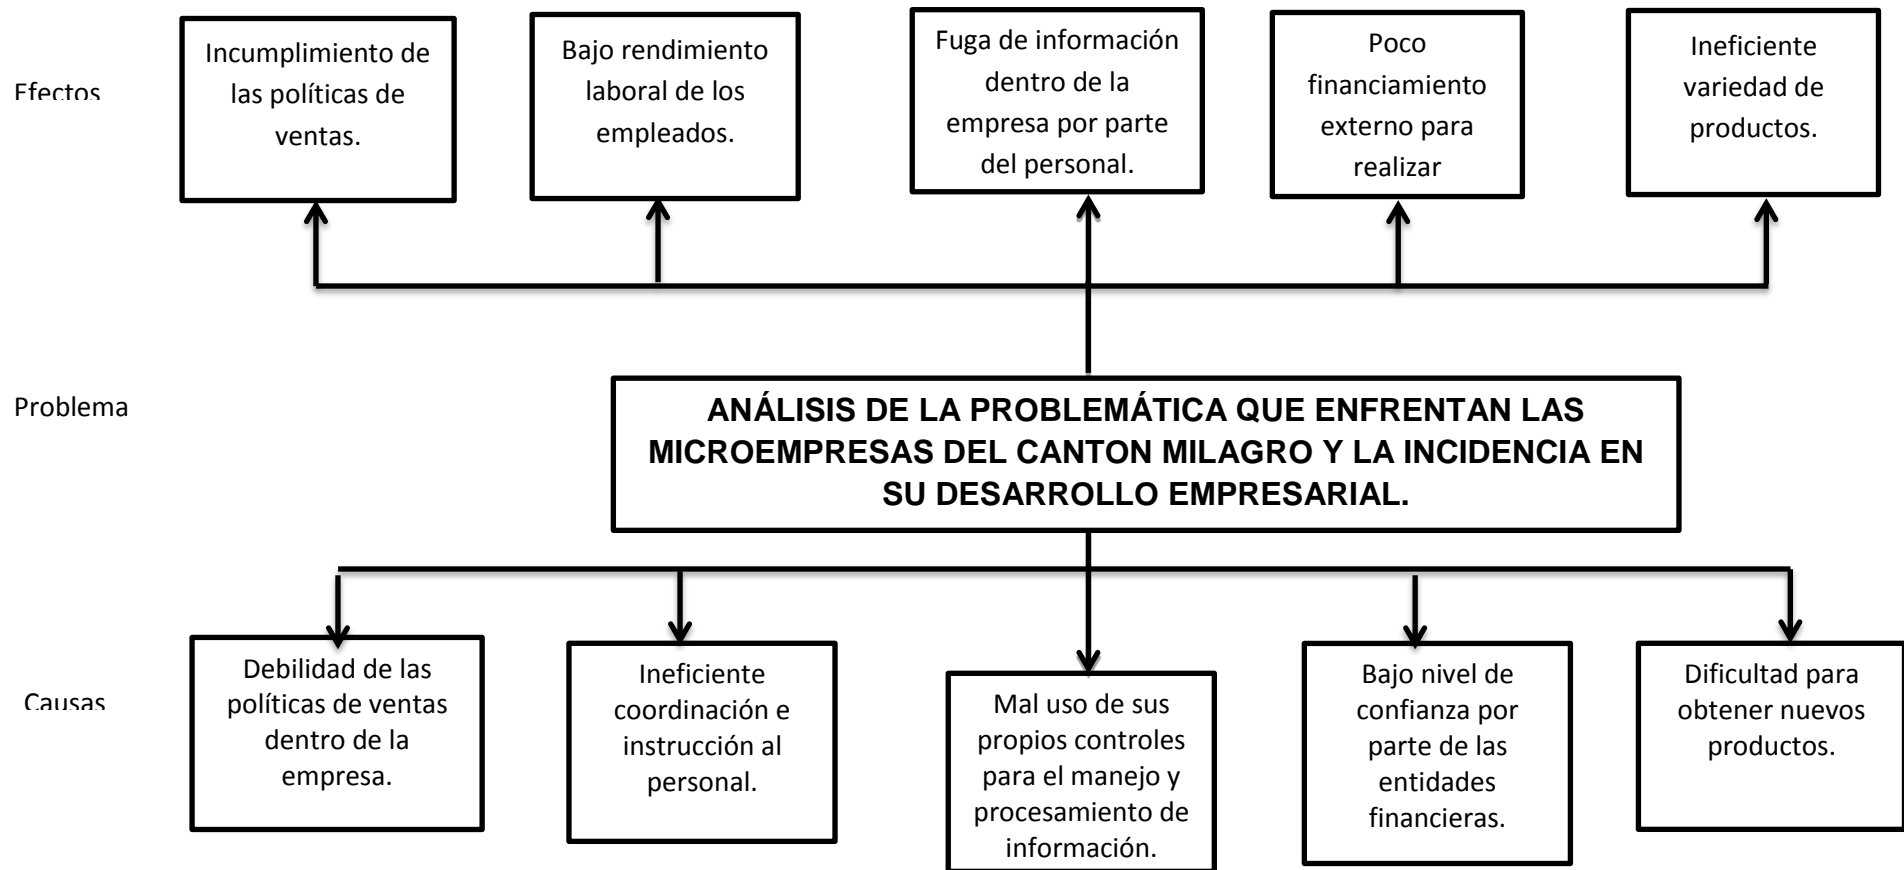 Efectos
Incumplimiento de
las políticas de
ventas.
Bajo rendimiento
laboral de los
empleados.
Fuga de información
dentro de la
empresa por parte
del personal.
Poco
financiamiento
externo para
realizar
Ineficiente
variedad de
productos.
Problema
ANÁLISIS DE LA PROBLEMÁTICA QUE ENFRENTAN LAS
MICROEMPRESAS DEL CANTON MILAGRO Y LA INCIDENCIA EN
SU DESARROLLO EMPRESARIAL.
Causas
Debilidad de las
políticas de ventas
dentro de la
empresa.
Ineficiente
coordinación e
instrucción al
personal.
Mal uso de sus
propios controles
para el manejo y
procesamiento de
información.
Bajo nivel de
confianza por
parte de las
entidades
financieras.
Dificultad para
obtener nuevos
productos.